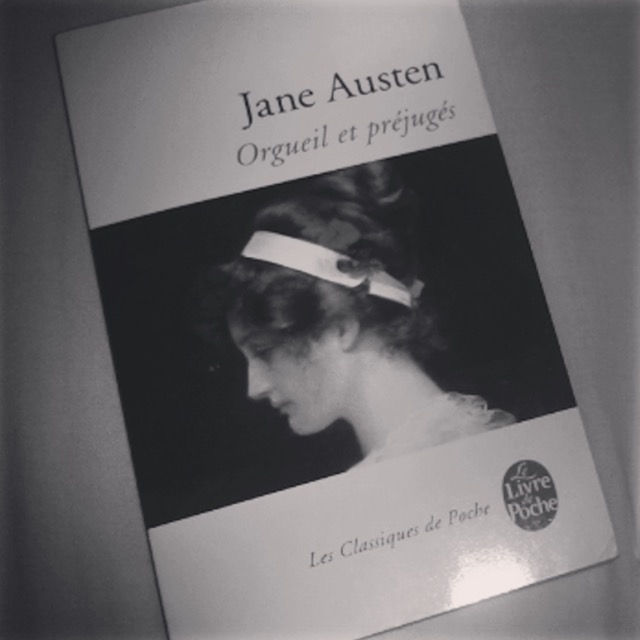 Jane Austen
Orgueil et préjugés
Les Classiques de Poche
Le
Livre
de
Poche